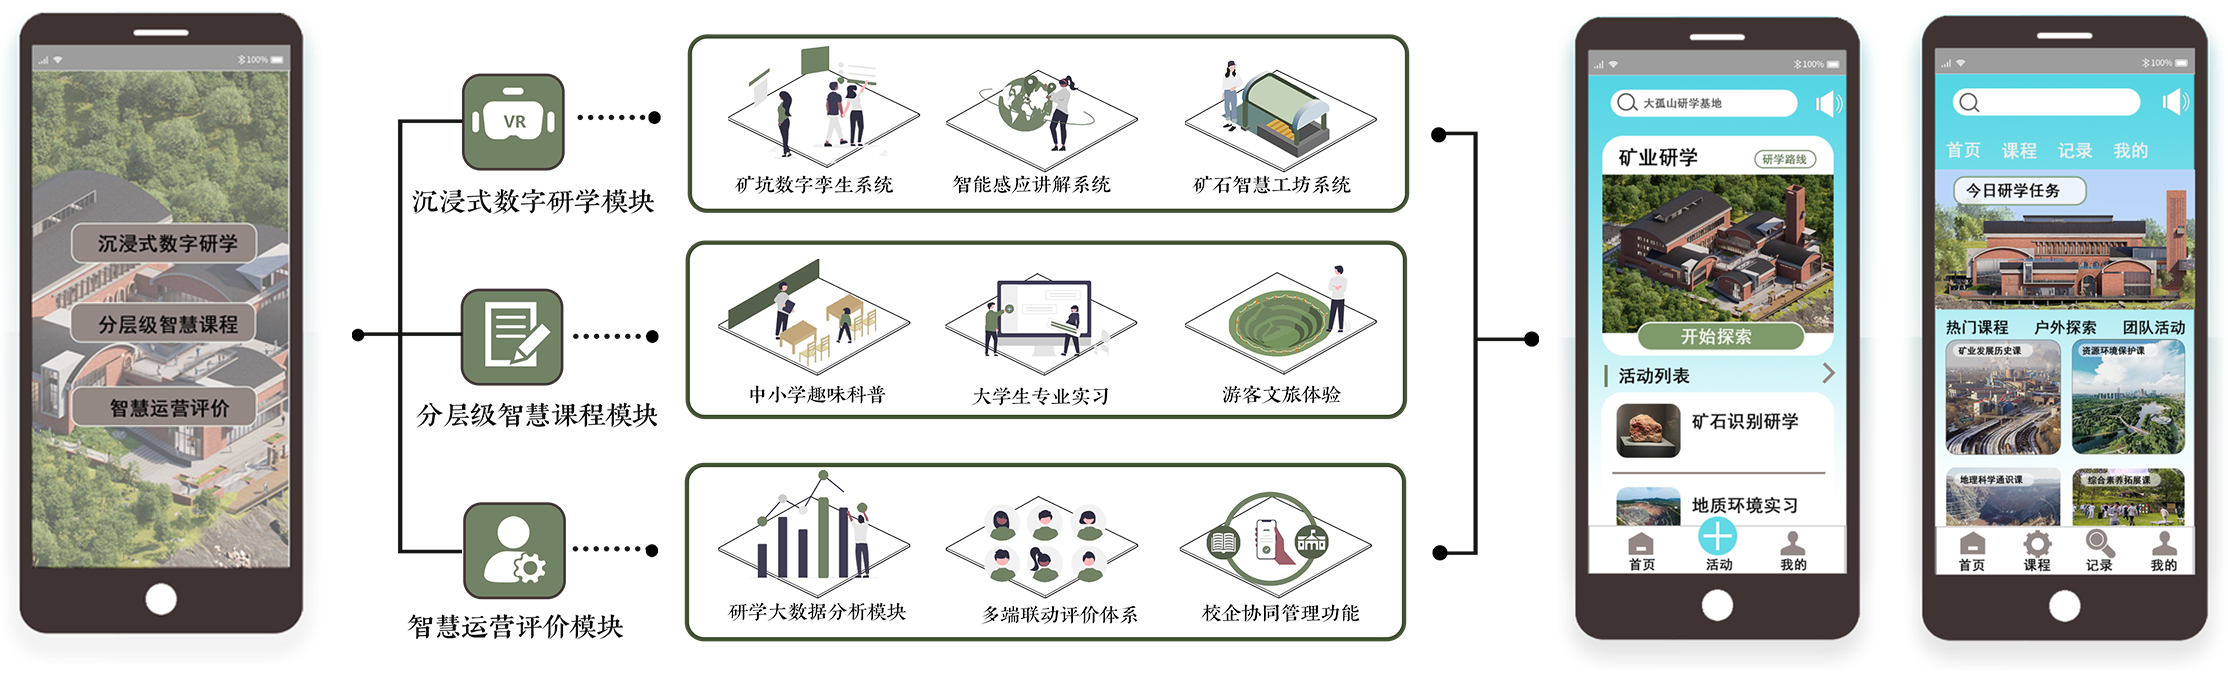 100%
沉浸式数字研学
分层级智慧课程
智慧运营评价
VR
沉浸式数字研学模块
分层级智慧课程模块
智慧运营评价模块
矿坑数字孪生系统
智能感应讲解系统
矿石智慧工坊系统
中小学趣味科普
大学生专业实习
游客文旅体验
研学大数据分析模块
多端联动评价体系
校企协同管理功能
100%
大孤山研学基地
矿业研学
研学路线
开始探索
活动列表
矿石识别研学
地质环境实习
首页
活动
我的
100%
首页 课程 记录 我的
今日研学任务
热门课程 户外探索 团队活动
矿业发展历史课
资源环境保护课
地理科学通识课
综合素养拓展课
首页 课程 记录 我的